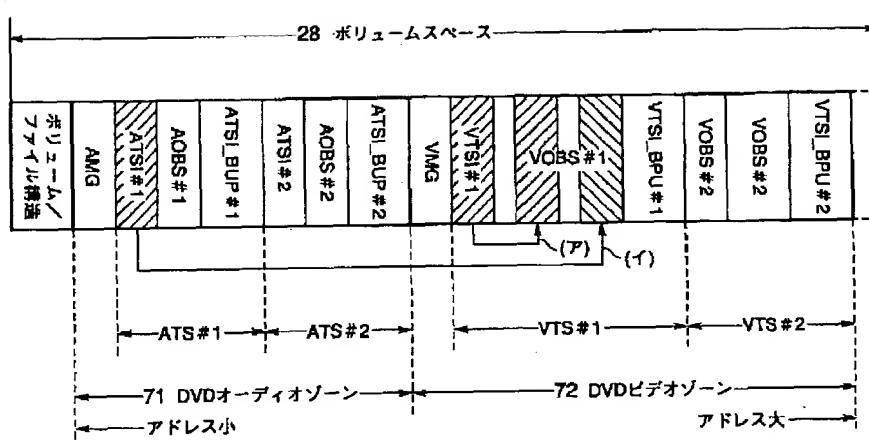 28 ボリュームスペース
ボリューム/
ファイル構造
AMG
ATSI#1
AOBS#1
ATSI_BUP#1
ATSI#2
AOBS#2
ATSI_BUP#2
VMG
VTSI#1
VOBS#1
VTSI_BPU#1
VOBS#2
VOBS#2
VTSI_BPU#2
(ア)
(イ)
ATS#1
ATS#2
VTS#1
VTS#2
71 DVDオーディオゾーン
72 DVDビデオゾーン
アドレス小
アドレス大